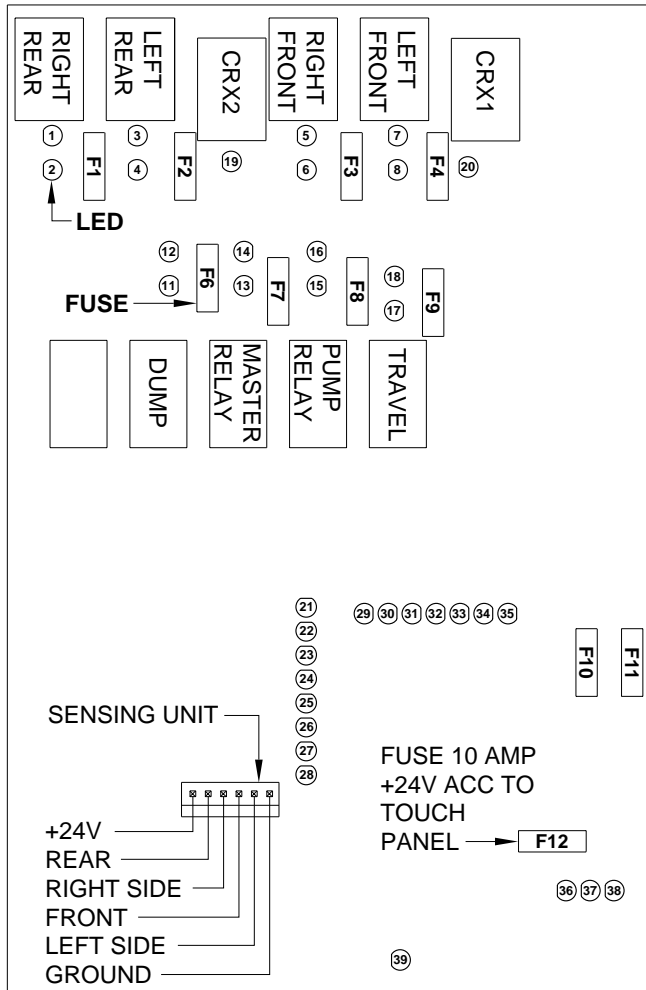 RIGHT
REAR
LEFT
REAR
CRX2
RIGHT
FRONT
LEFT
FRONT
CRX1
1
3
5
7
2
F1
4
F2
19
6
F3
8
F4
20
LED
12
14
16
18
11
F6
13
F7
15
F8
17
F9
FUSE
DUMP
MASTER
RELAY
PUMP
RELAY
TRAVEL
21
22
23
24
25
26
27
28
29 30 31 32 33 34 35
F10
F11
SENSING UNIT
+24V
REAR
RIGHT SIDE
FRONT
LEFT SIDE
GROUND
FUSE 10 AMP
+24V ACC TO
TOUCH
PANEL
F12
36 37 38
39